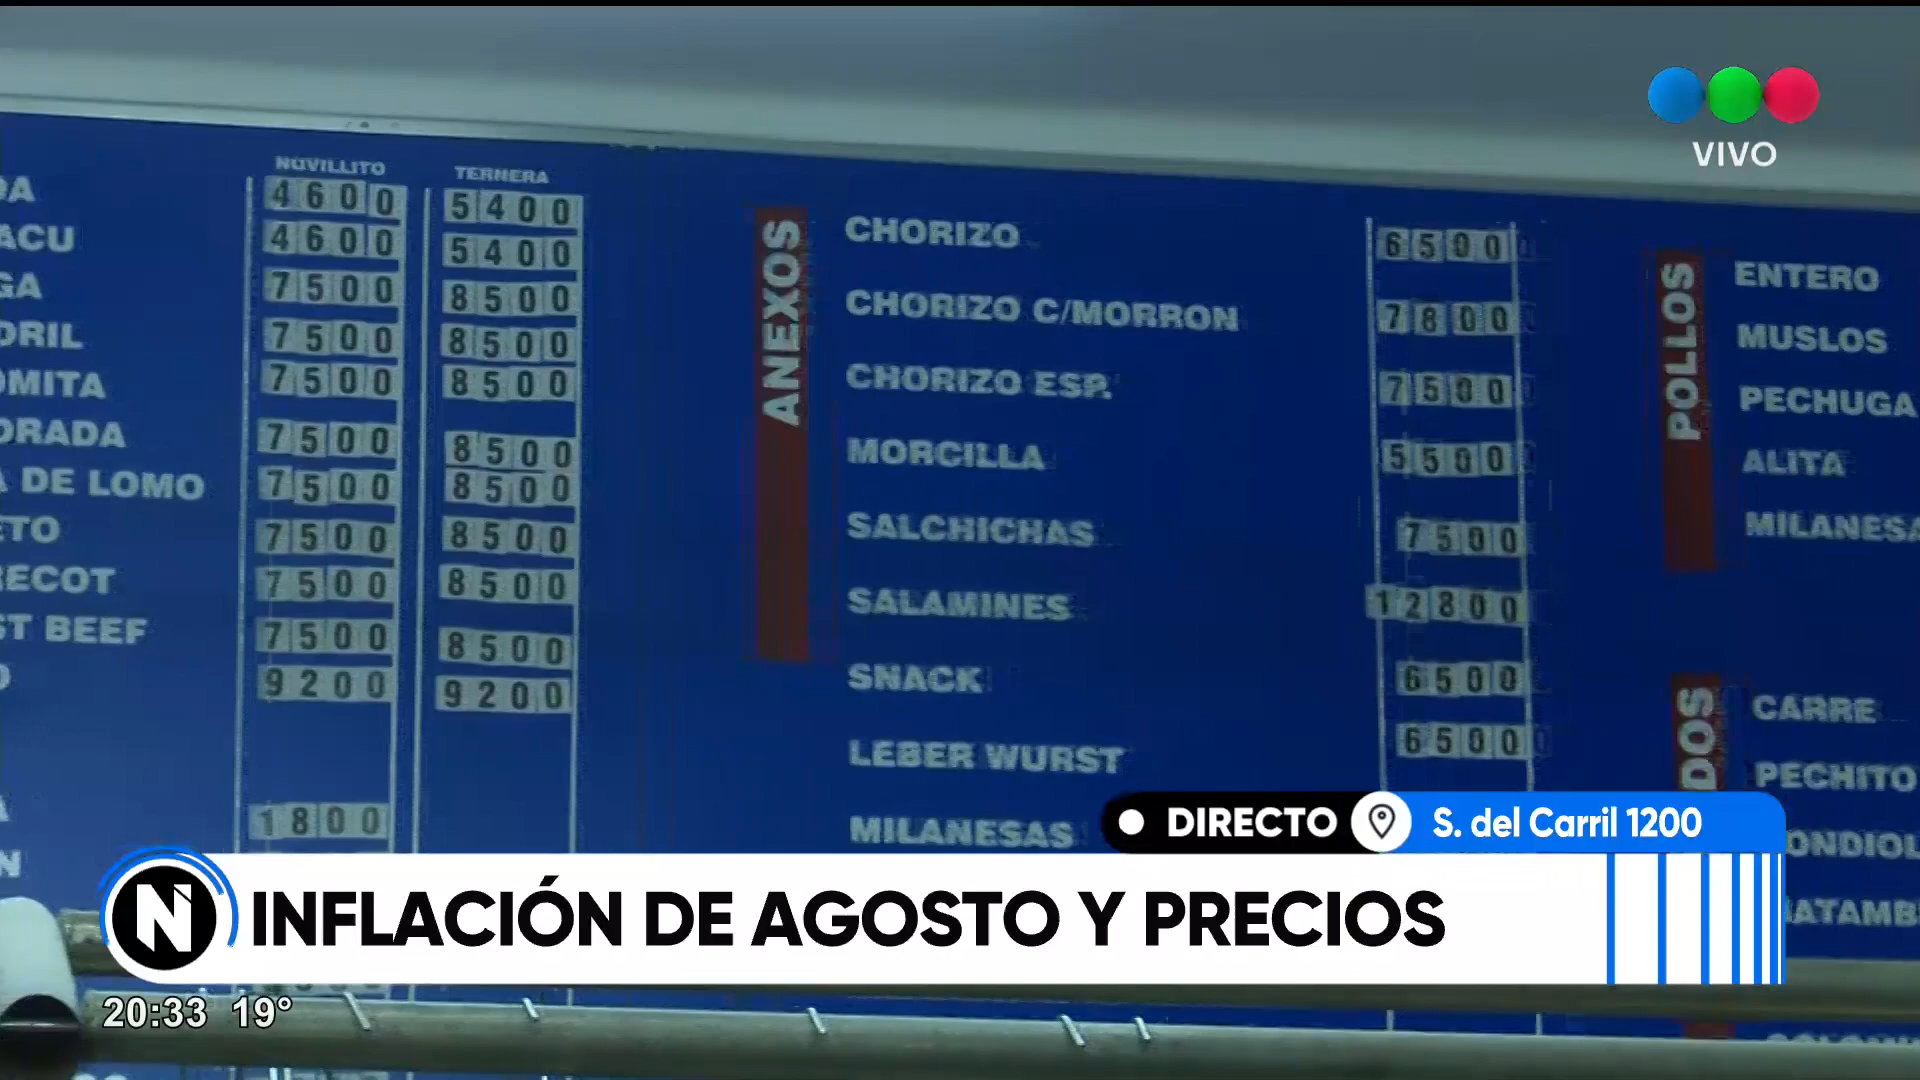 VIVO
NOVILLITO
TERNERA
4600 5400
4600 5400
7500 8500
7500 8500
7500 8500
7500 8500
DE LOMO 7500 8500
7500 8500
7500 8500
BEEF 7500 8500
9200 9200
1800
ANEXOS
CHORIZO 6500
CHORIZO C/MORRON 7800
CHORIZO ESP. 7500
MORCILLA 5500
SALCHICHAS 7500
SALAMINES 12800
SNACK 6500
LEBER WURST 6500
MILANESAS
POLLOS
ENTERO
MUSLOS
PECHUGA
ALITA
MILANESA
CARRE
PECHITO
DIRECTO
S. del Carril 1200
N
INFLACIÓN DE AGOSTO Y PRECIOS
20:33 19°